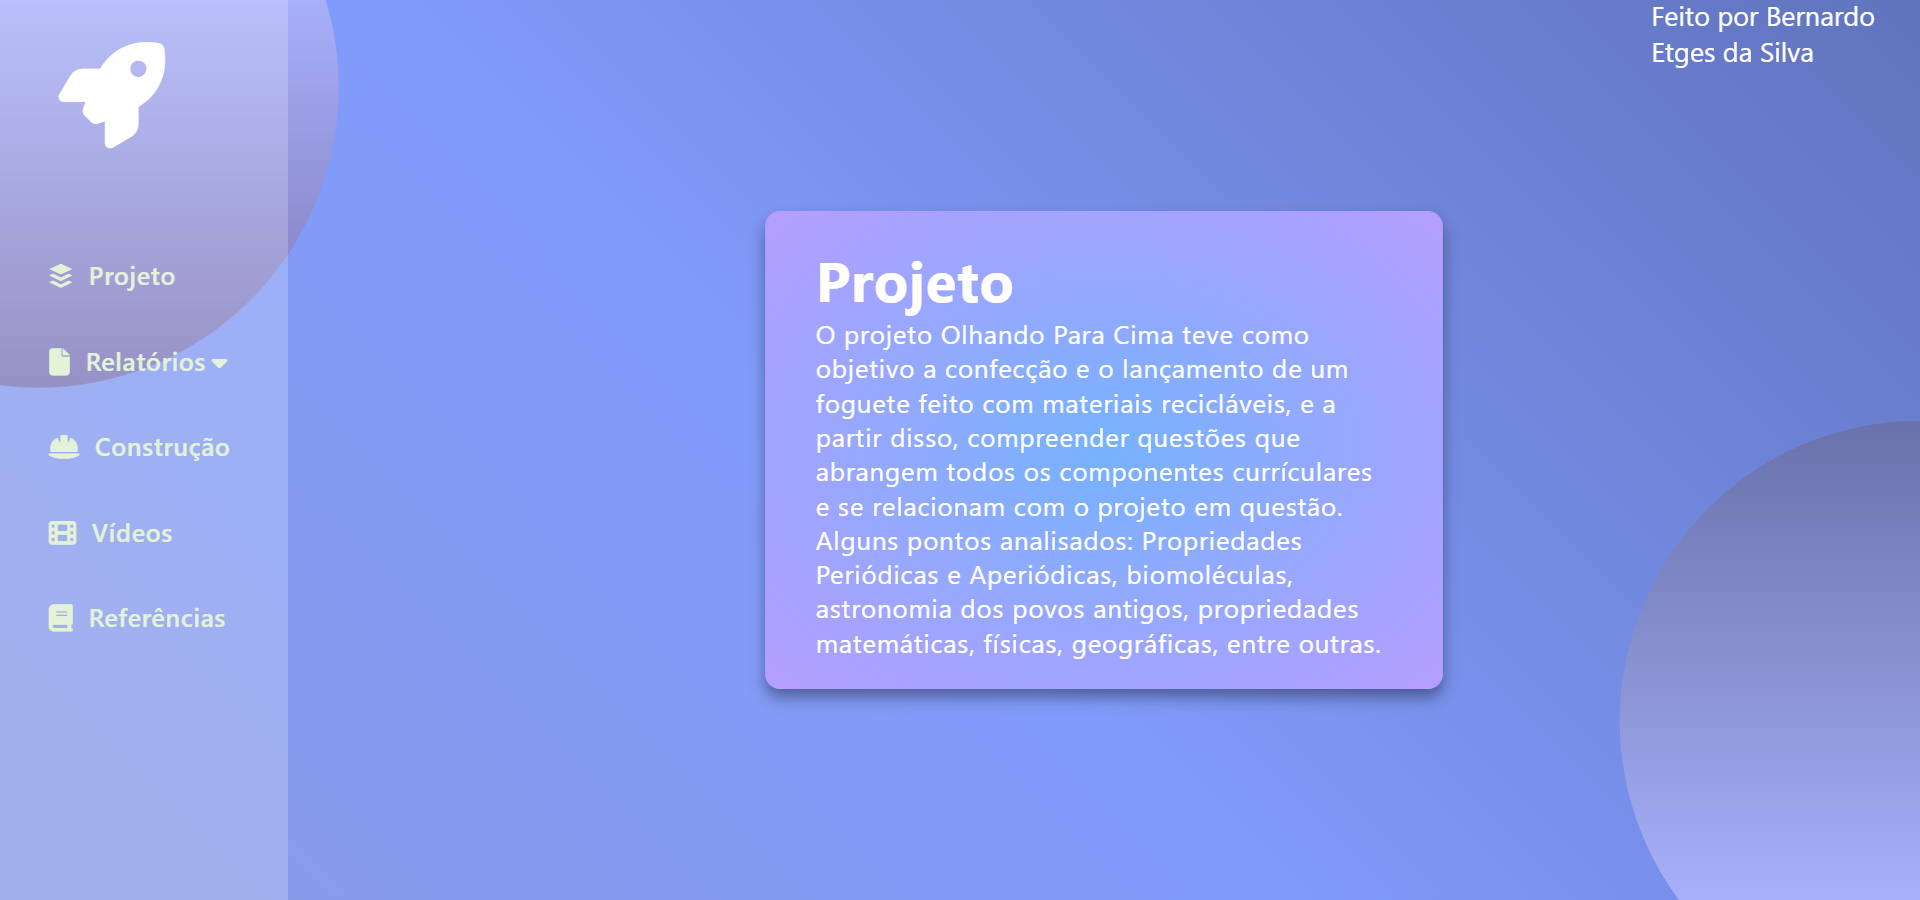 Feito por Bernardo
Etges da Silva
Projeto
Relatórios
Construção
Vídeos
Referências
Projeto
O projeto Olhando Para Cima teve como
objetivo a confecção e o lançamento de um
foguete feito com materiais recicláveis, e a
partir disso, compreender questões que
abrangem todos os componentes currículares
e se relacionam com o projeto em questão.
Alguns pontos analisados: Propriedades
Periódicas e Aperiódicas, biomoléculas,
astronomia dos povos antigos, propriedades
matemáticas, físicas, geográficas, entre outras.